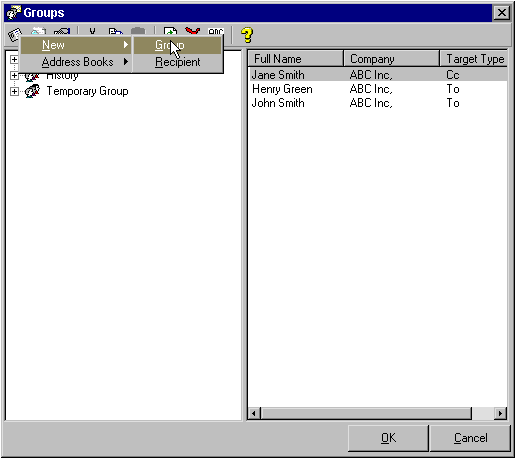 Groups
New Group
Address Books Recipient
History
Temporary Group
Full Name Company Target Type
Jane Smith ABC Inc, Cc
Henry Green ABC Inc, To
John Smith ABC Inc, To
OK Cancel